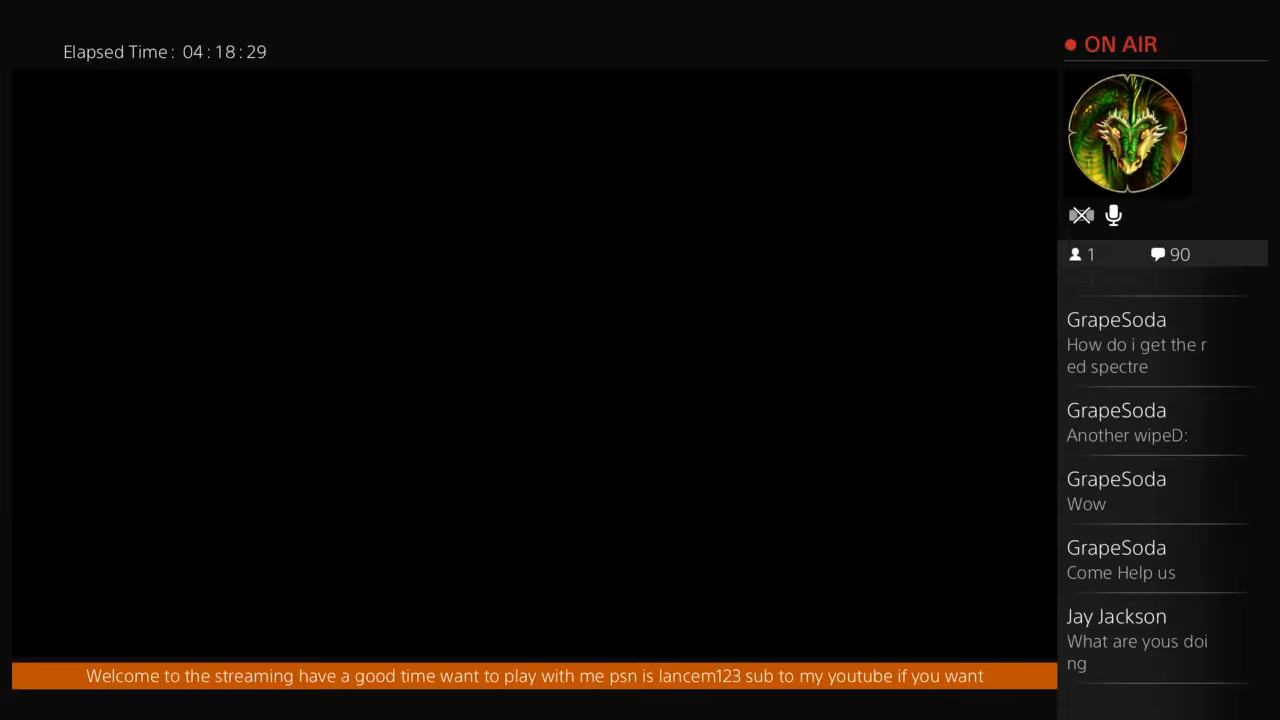 Elapsed Time: 04:18:29
ON AIR
1 90
GrapeSoda
How do i get the r
ed spectre
GrapeSoda
Another wipeD:
GrapeSoda
Wow
GrapeSoda
Come Help us
Jay Jackson
What are yous doi
ng
Welcome to the streaming have a good time want to play with me psn is lancem123 sub to my youtube if you want